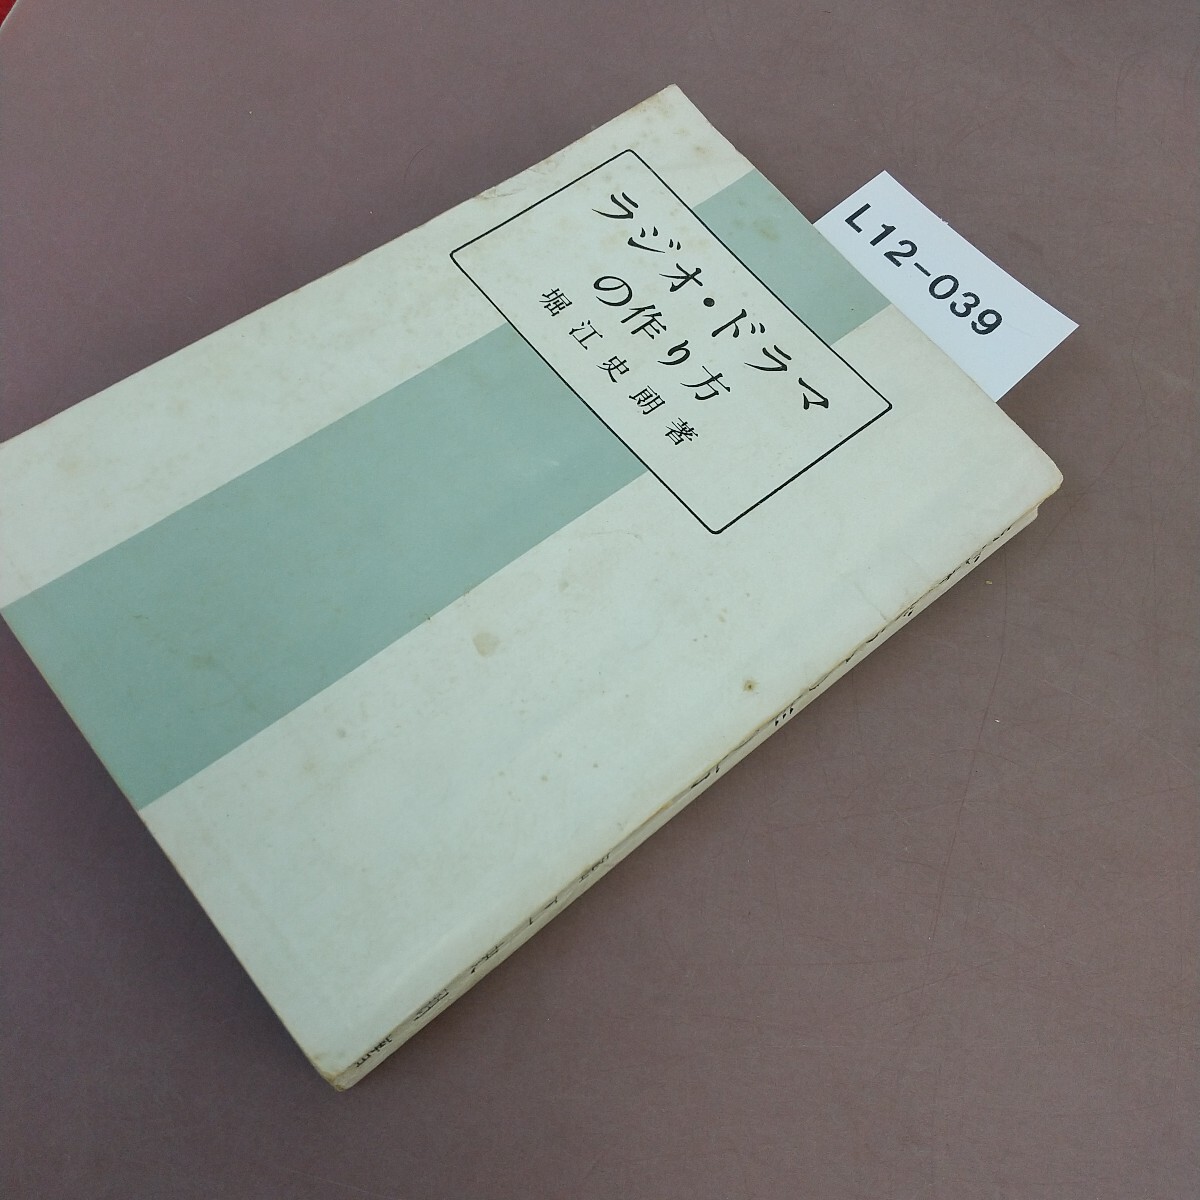 ラジオ・ドラマ
の作り方
堀江史朗著
L12-039